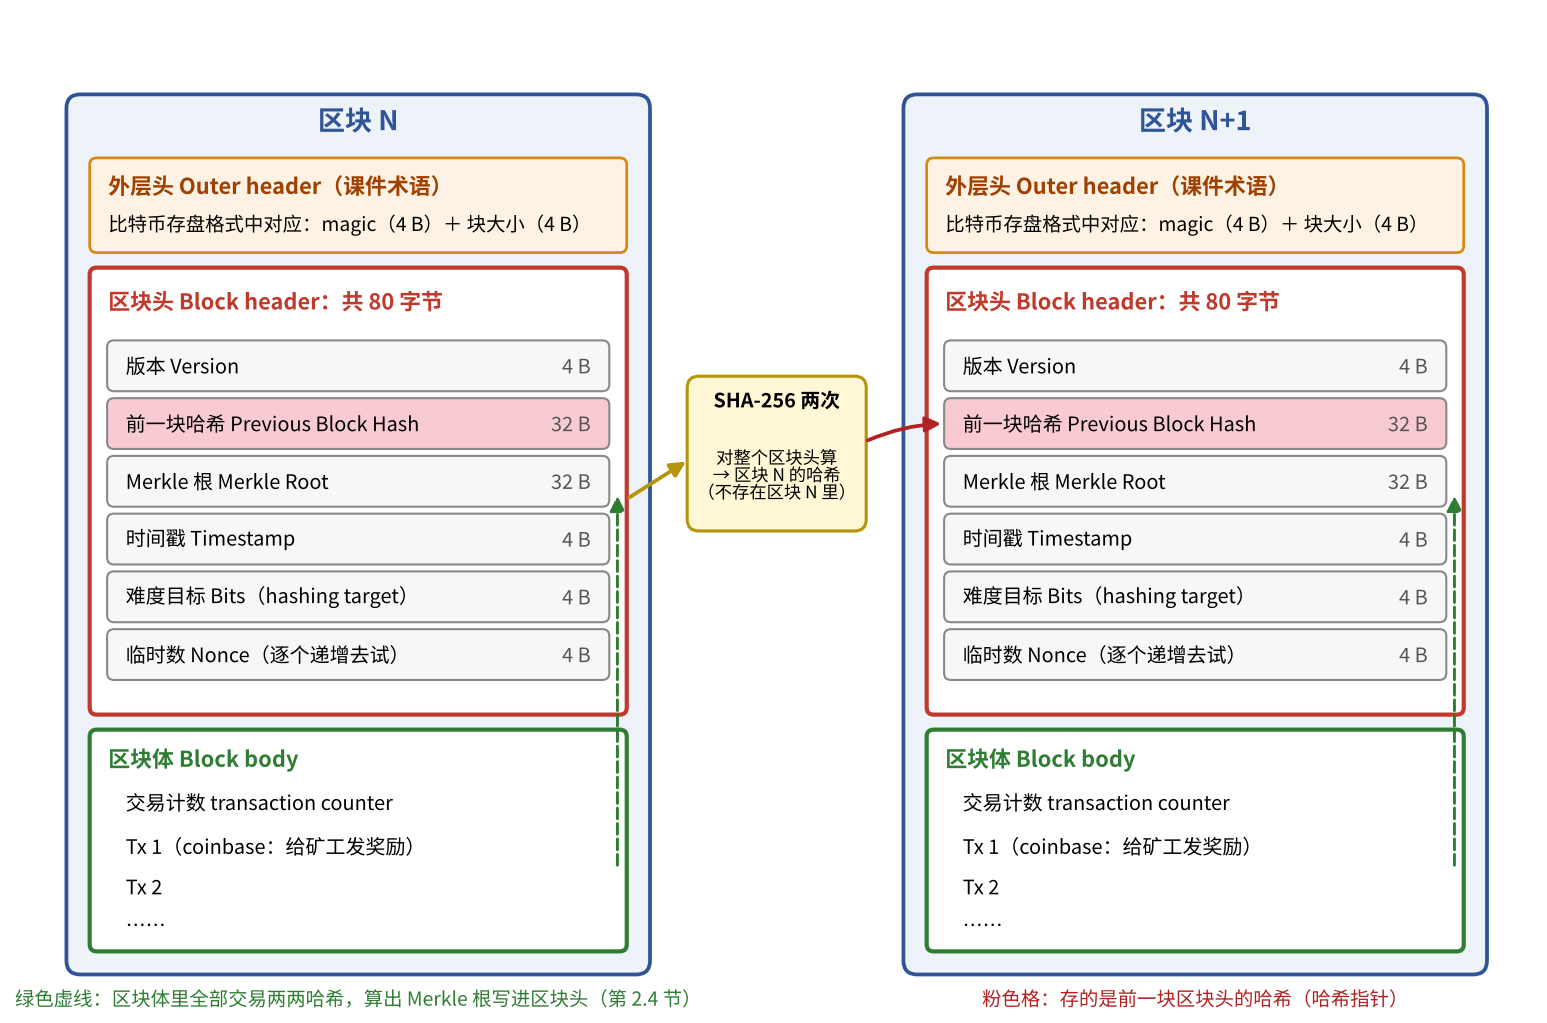 区块 N
外层头 Outer header（课件术语）
比特币存盘格式中对应：magic（4 B）＋ 块大小（4 B）
区块头 Block header：共 80 字节
版本 Version 4 B
前一块哈希 Previous Block Hash 32 B
Merkle 根 Merkle Root 32 B
时间戳 Timestamp 4 B
难度目标 Bits（hashing target） 4 B
临时数 Nonce（逐个递增去试） 4 B
区块体 Block body
交易计数 transaction counter
Tx 1（coinbase：给矿工发奖励）
Tx 2
……
SHA-256 两次
对整个区块头算
→ 区块 N 的哈希
（不存在区块 N 里）
区块 N+1
外层头 Outer header（课件术语）
比特币存盘格式中对应：magic（4 B）＋ 块大小（4 B）
区块头 Block header：共 80 字节
版本 Version 4 B
前一块哈希 Previous Block Hash 32 B
Merkle 根 Merkle Root 32 B
时间戳 Timestamp 4 B
难度目标 Bits（hashing target） 4 B
临时数 Nonce（逐个递增去试） 4 B
区块体 Block body
交易计数 transaction counter
Tx 1（coinbase：给矿工发奖励）
Tx 2
……
绿色虚线：区块体里全部交易两两哈希，算出 Merkle 根写进区块头（第 2.4 节）
粉色格：存的是前一块区块头的哈希（哈希指针）